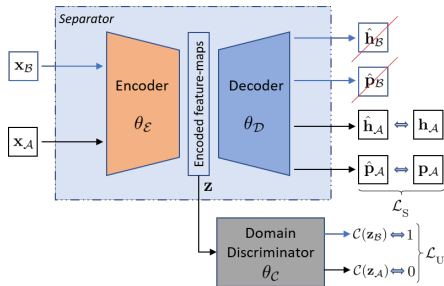 Separator
x_ℬ
x_𝒜
Encoder
θ_ℰ
Encoded feature-maps
Decoder
θ_𝒟
ĥ_ℬ
p̂_ℬ
ĥ_𝒜 ⇔ h_𝒜
p̂_𝒜 ⇔ p_𝒜
ℒ_S
z
Domain
Discriminator
θ_𝒞
𝒞(z_ℬ) ⇔ 1
𝒞(z_𝒜) ⇔ 0
ℒ_U